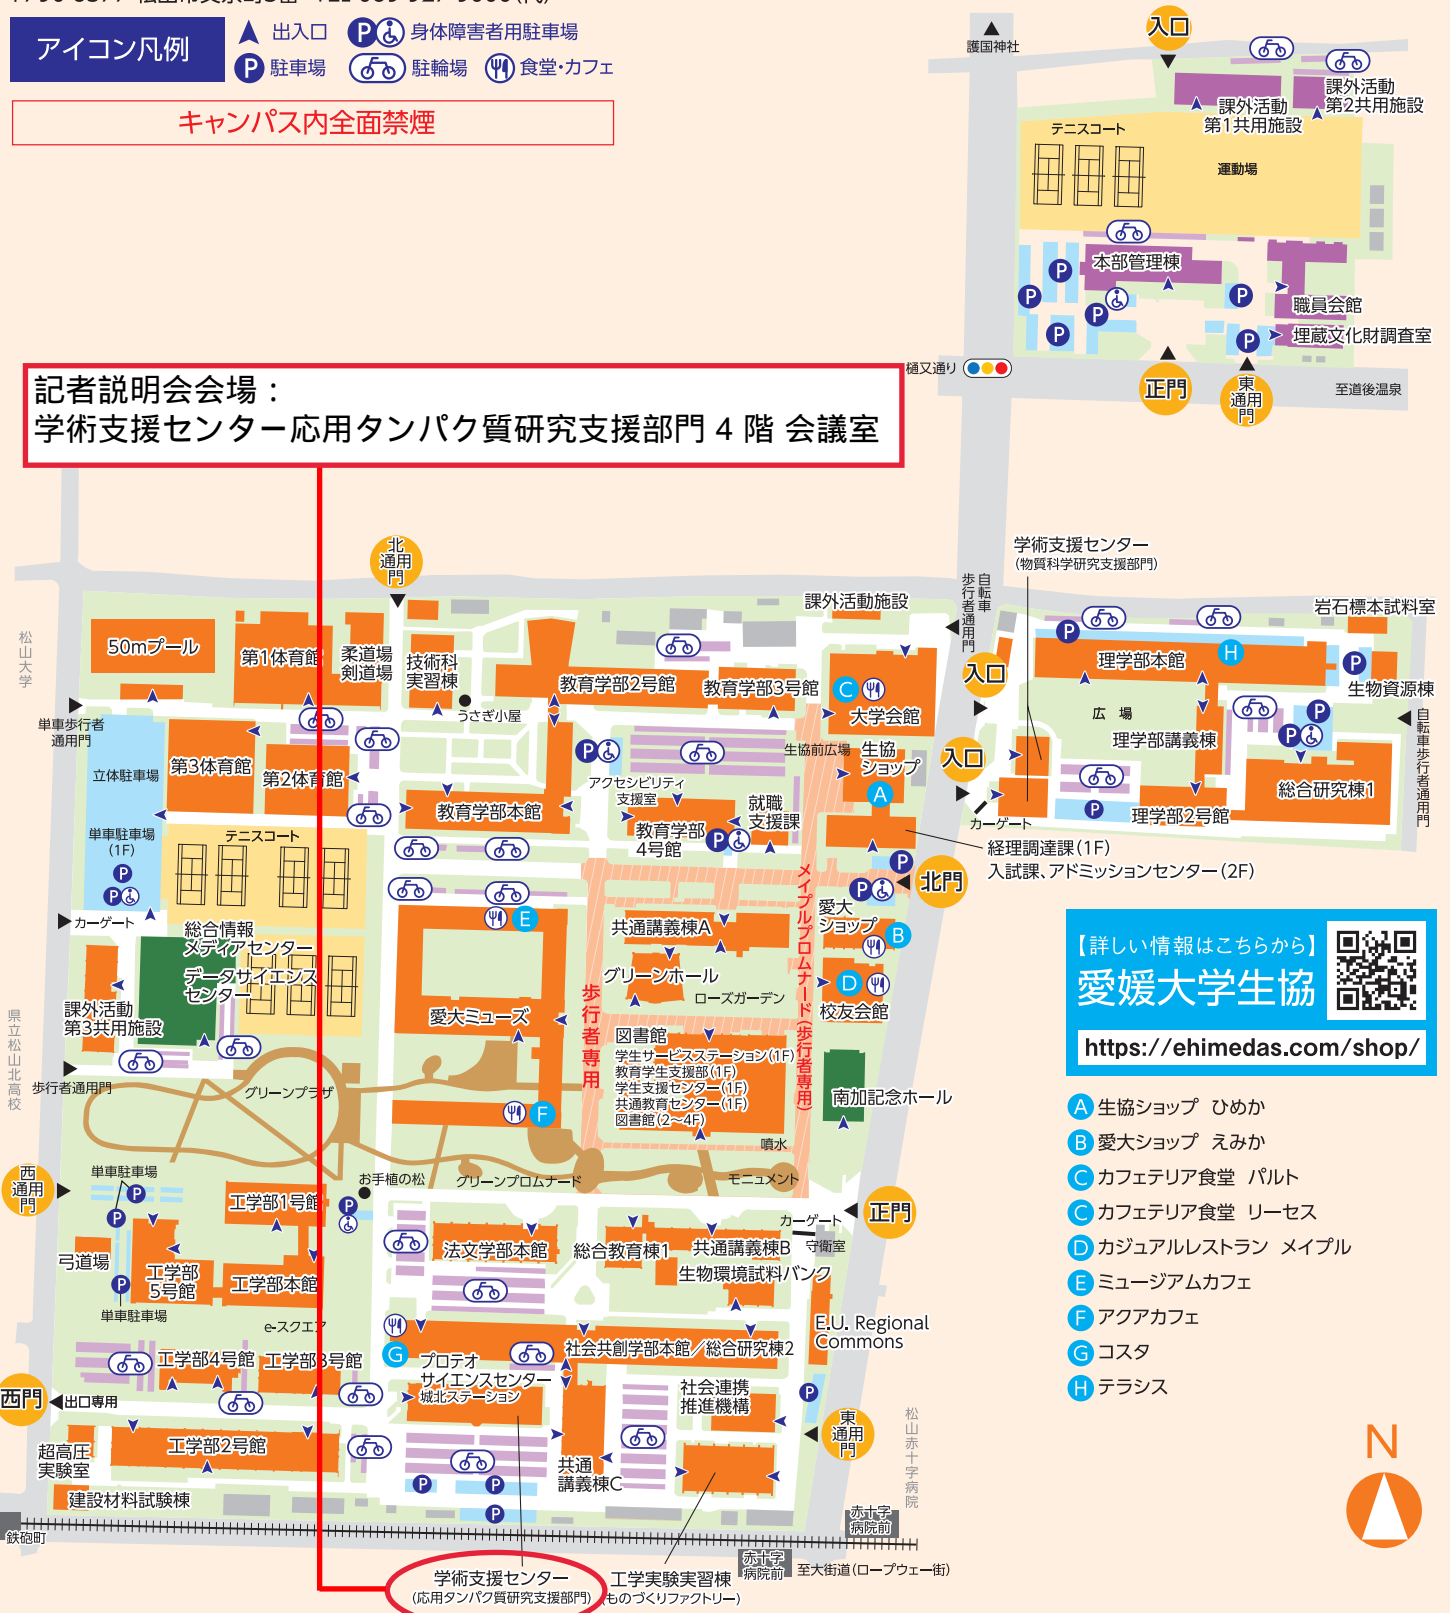 アイコン凡例
出入口
身体障害者用駐車場
駐車場
駐輪場
食堂・カフェ
キャンパス内全面禁煙
護国神社
入口
課外活動
第1共用施設
課外活動
第2共用施設
テニスコート
運動場
本部管理棟
職員会館
埋蔵文化財調査室
樋又通り
正門
東
通用
門
至道後温泉
記者説明会会場：
学術支援センター応用タンパク質研究支援部門 4 階 会議室
北
通用
門
学術支援センター
(物質科学研究支援部門)
自転車
歩行者通用門
課外活動施設
岩石標本試料室
松山大学
50mプール
第1体育館
柔道場
剣道場
技術科
実習棟
うさぎ小屋
教育学部2号館
教育学部3号館
C
大学会館
入口
理学部本館
H
生物資源棟
単車歩行者
通用門
広　場
理学部講義棟
自転車歩行者通用門
立体駐車場
第3体育館
第2体育館
生協前広場
生協
ショップ
A
入口
アクセシビリティ
支援室
就職
支援課
教育学部本館
教育学部
4号館
カーゲート
理学部2号館
総合研究棟1
単車駐車場
(1F)
テニスコート
経理調達課(1F)
入試課、アドミッションセンター(2F)
北門
メイプルプロムナード(歩行者専用)
カーゲート
総合情報
メディアセンター
データサイエンス
センター
E
共通講義棟A
愛大
ショップ
B
グリーンホール
ローズガーデン
D
校友会館
課外活動
第3共用施設
愛大ミューズ
歩行者専用
図書館
学生サービスステーション(1F)
教育学生支援部(1F)
学生支援センター(1F)
共通教育センター(1F)
図書館(2～4F)
県立松山北高校
歩行者通用門
グリーンプラザ
F
南加記念ホール
噴水
【詳しい情報はこちらから】
愛媛大学生協
https://ehimedas.com/shop/
A 生協ショップ　ひめか
B 愛大ショップ　えみか
C カフェテリア食堂　パルト
C カフェテリア食堂　リーセス
D カジュアルレストラン　メイプル
E ミュージアムカフェ
F アクアカフェ
G コスタ
H テラシス
西
通用
門
単車駐車場
お手植の松
グリーンプロムナード
モニュメント
工学部1号館
カーゲート
正門
守衛室
弓道場
工学部
5号館
工学部本館
法文学部本館
総合教育棟1
共通講義棟B
生物環境試料バンク
単車駐車場
e-スクエア
E.U. Regional
Commons
工学部4号館
工学部3号館
G
プロテオ
サイエンスセンター
城北ステーション
社会共創学部本館／総合研究棟2
社会連携
推進機構
西門
出口専用
東
通用
門
松山赤十字病院
超高圧
実験室
工学部2号館
共通
講義棟C
建設材料試験棟
鉄砲町
赤十字
病院前
赤十字
病院前
至大街道(ロープウェー街)
学術支援センター
(応用タンパク質研究支援部門)
工学実験実習棟
(ものづくりファクトリー)
N